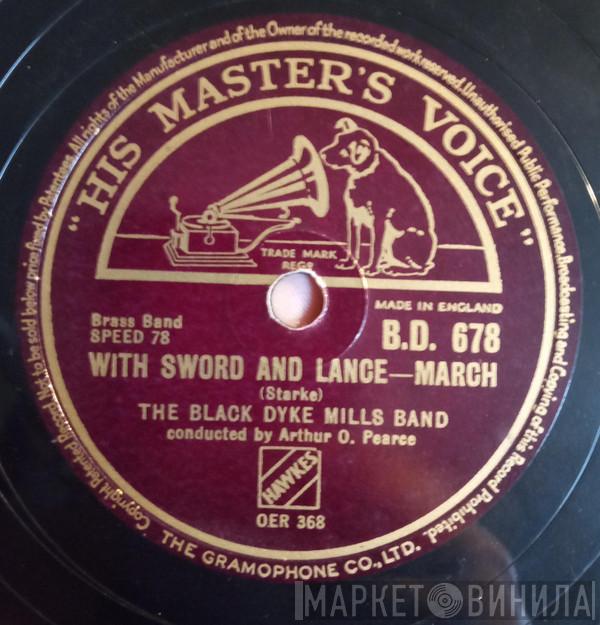 Copyright Patented Record. Not to be sold below price fixed by Patentees. All rights of the Manufacturer and of the Owner of the recorded work reserved. Unauthorised Public Performance, Broadcasting and Copying of this Record Prohibited.
"HIS MASTER'S VOICE"
TRADE MARK
REGD
MADE IN ENGLAND
Brass Band
SPEED 78
B.D. 678
WITH SWORD AND LANCE—MARCH
(Starke)
THE BLACK DYKE MILLS BAND
conducted by Arthur O. Pearce
HAWKES
OER 368
THE GRAMOPHONE CO., LTD.
МАРКЕТ ВИНИЛА